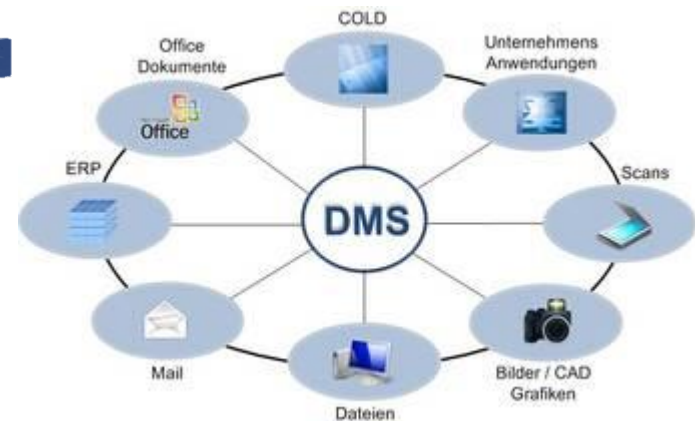 COLD
Office
Dokumente
Unternehmens
Anwendungen
Office
ERP
Scans
DMS
Mail
Bilder / CAD
Grafiken
Dateien